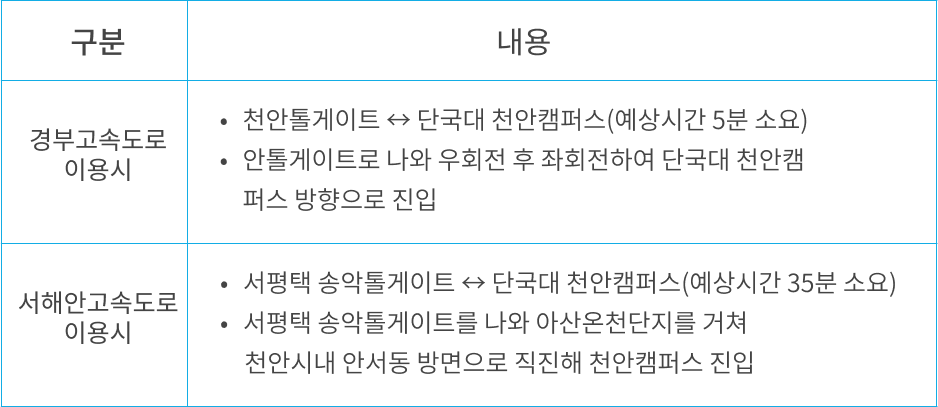 구분
내용
경부고속도로
이용시
• 천안톨게이트 ↔ 단국대 천안캠퍼스(예상시간 5분 소요)
• 안톨게이트로 나와 우회전 후 좌회전하여 단국대 천안캠
퍼스 방향으로 진입
서해안고속도로
이용시
• 서평택 송악톨게이트 ↔ 단국대 천안캠퍼스(예상시간 35분 소요)
• 서평택 송악톨게이트를 나와 아산온천단지를 거쳐
천안시내 안서동 방면으로 직진해 천안캠퍼스 진입